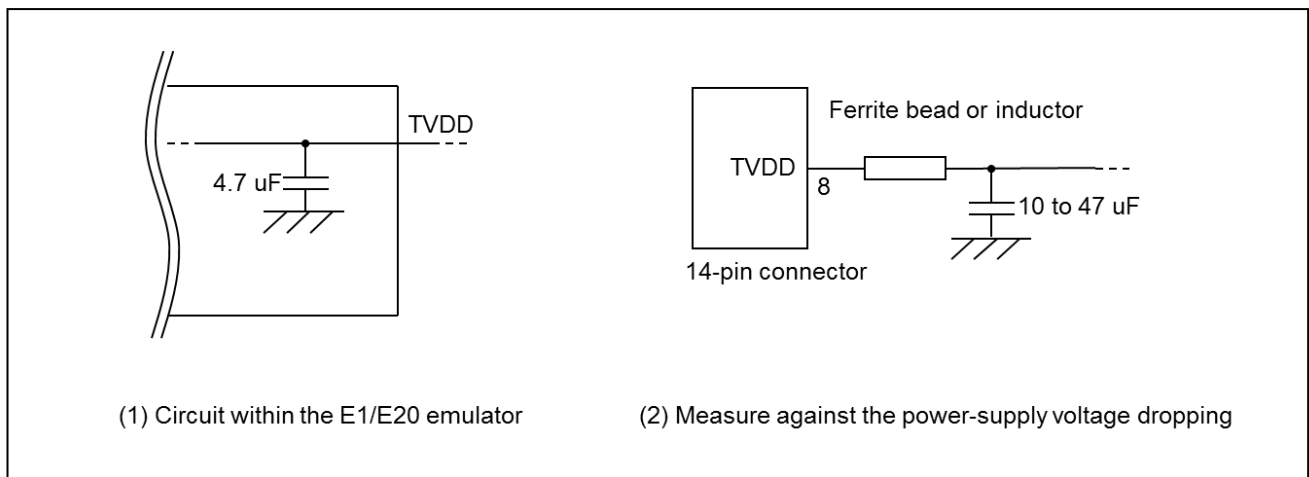 TVDD
4.7 uF
(1) Circuit within the E1/E20 emulator
Ferrite bead or inductor
TVDD
8
10 to 47 uF
14-pin connector
(2) Measure against the power-supply voltage dropping